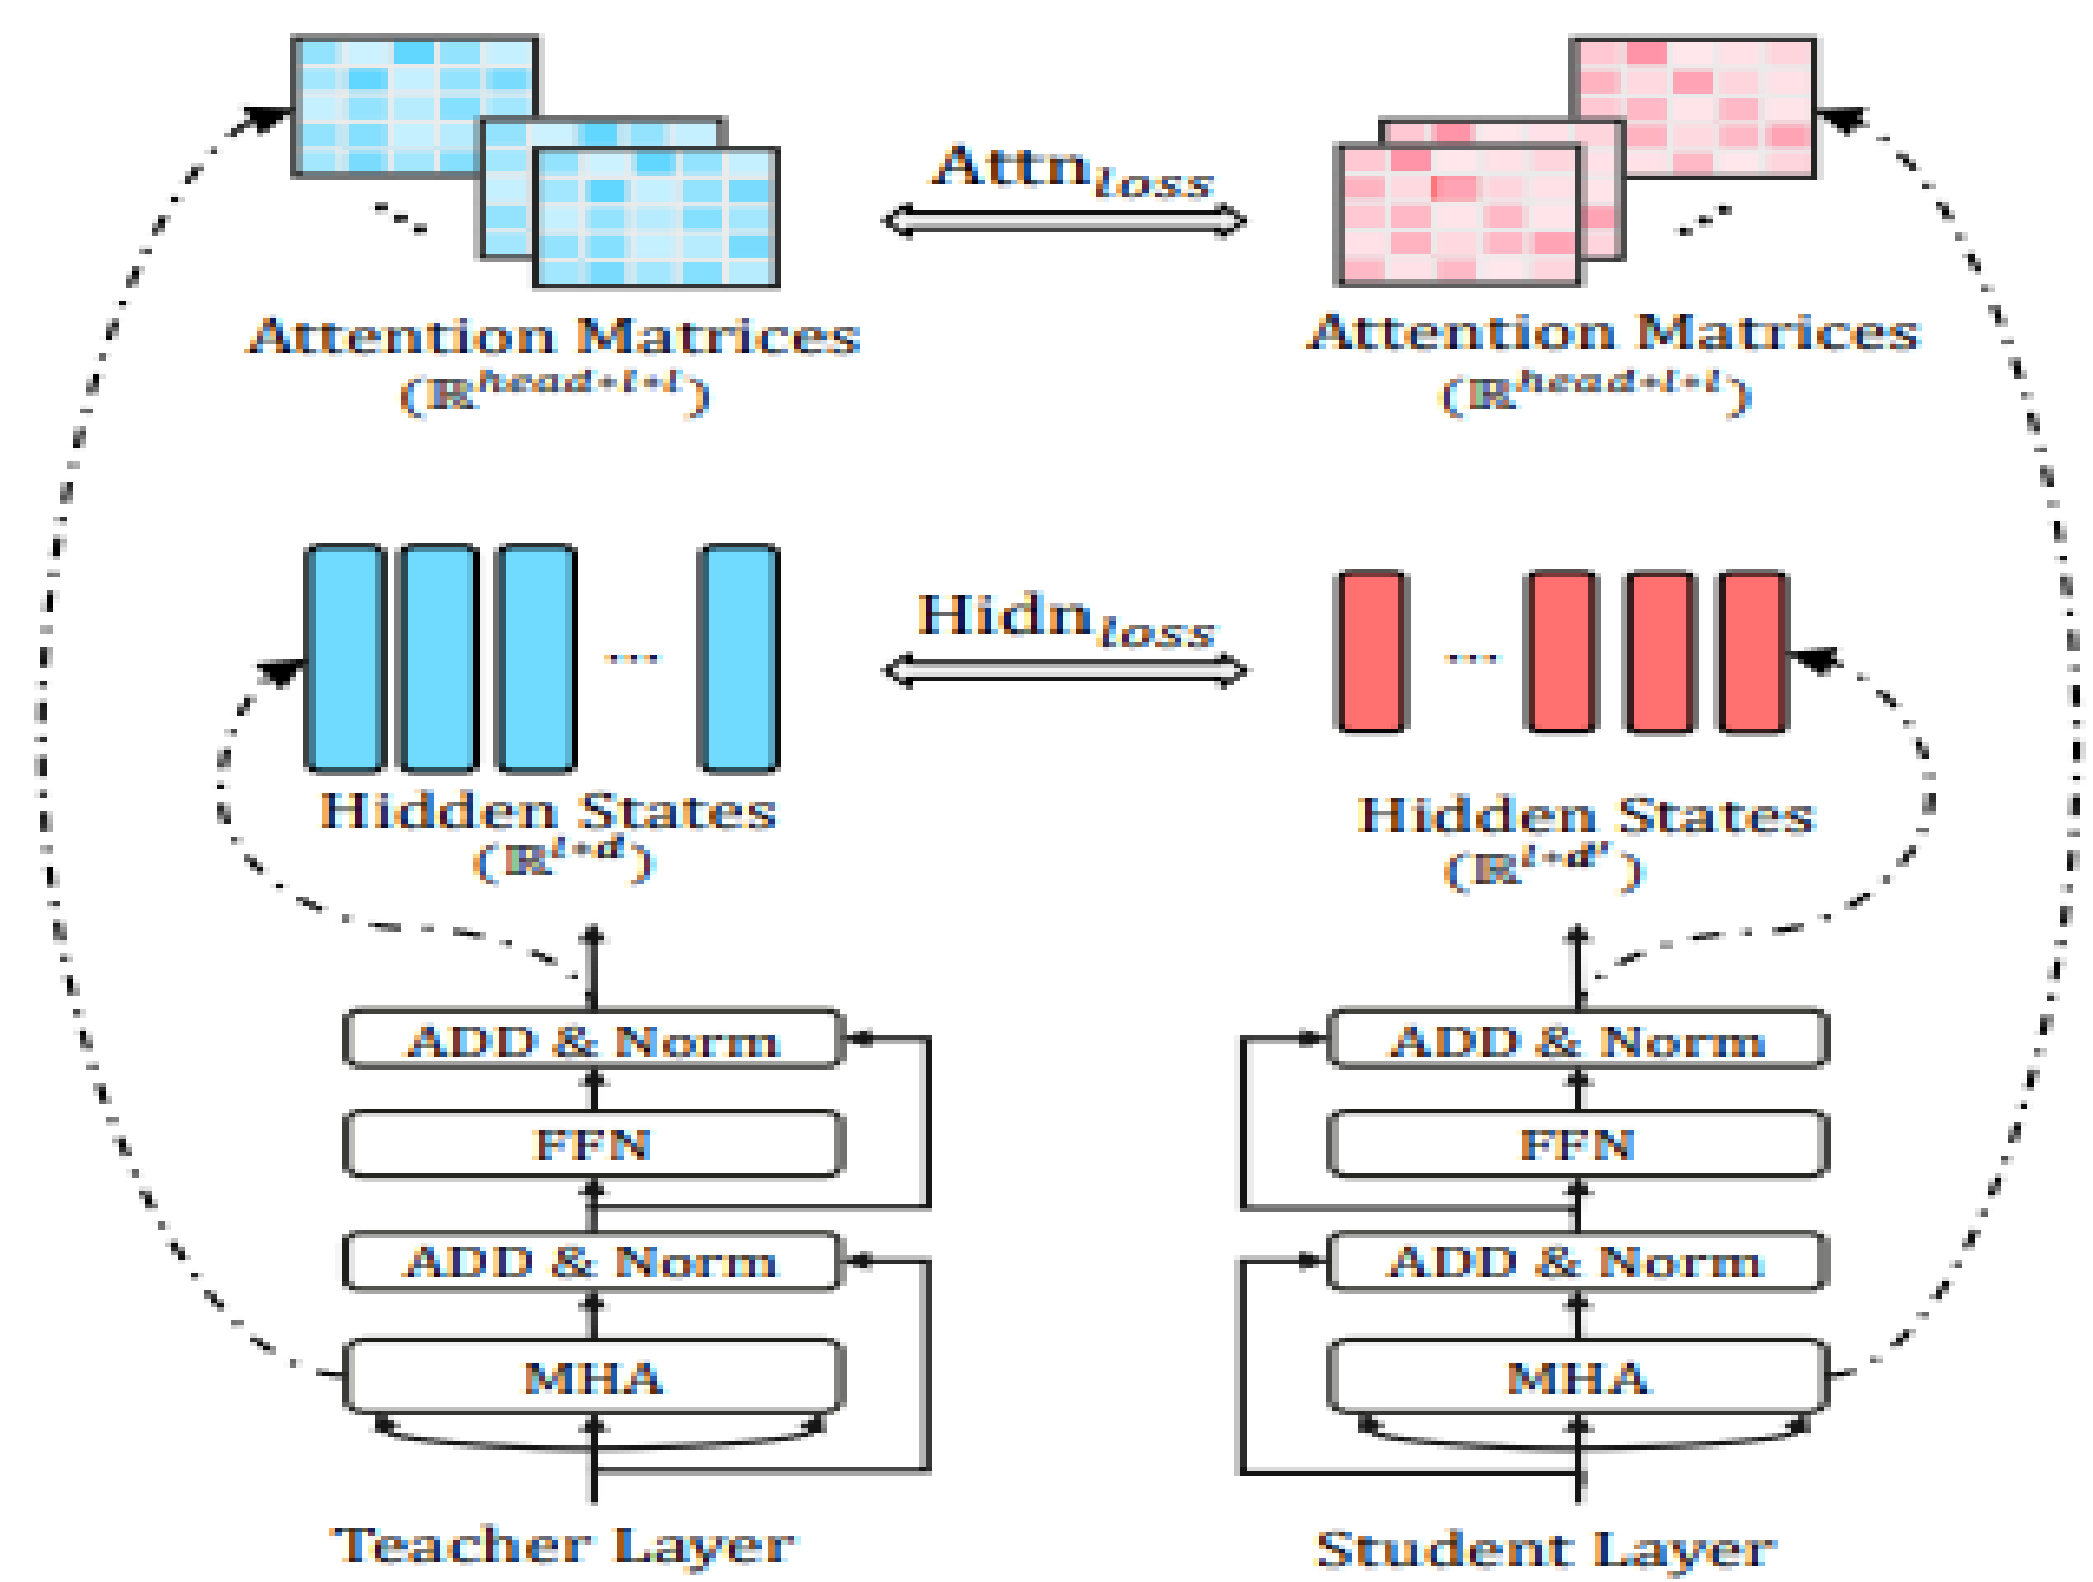 Attn_loss
Attention Matrices
(ℝ^head*l*l)
Attention Matrices
(ℝ^head*l*l)
Hidn_loss
...
...
Hidden States
(ℝ^l*d)
Hidden States
(ℝ^l*d′)
ADD & Norm
FFN
ADD & Norm
MHA
Teacher Layer
ADD & Norm
FFN
ADD & Norm
MHA
Student Layer